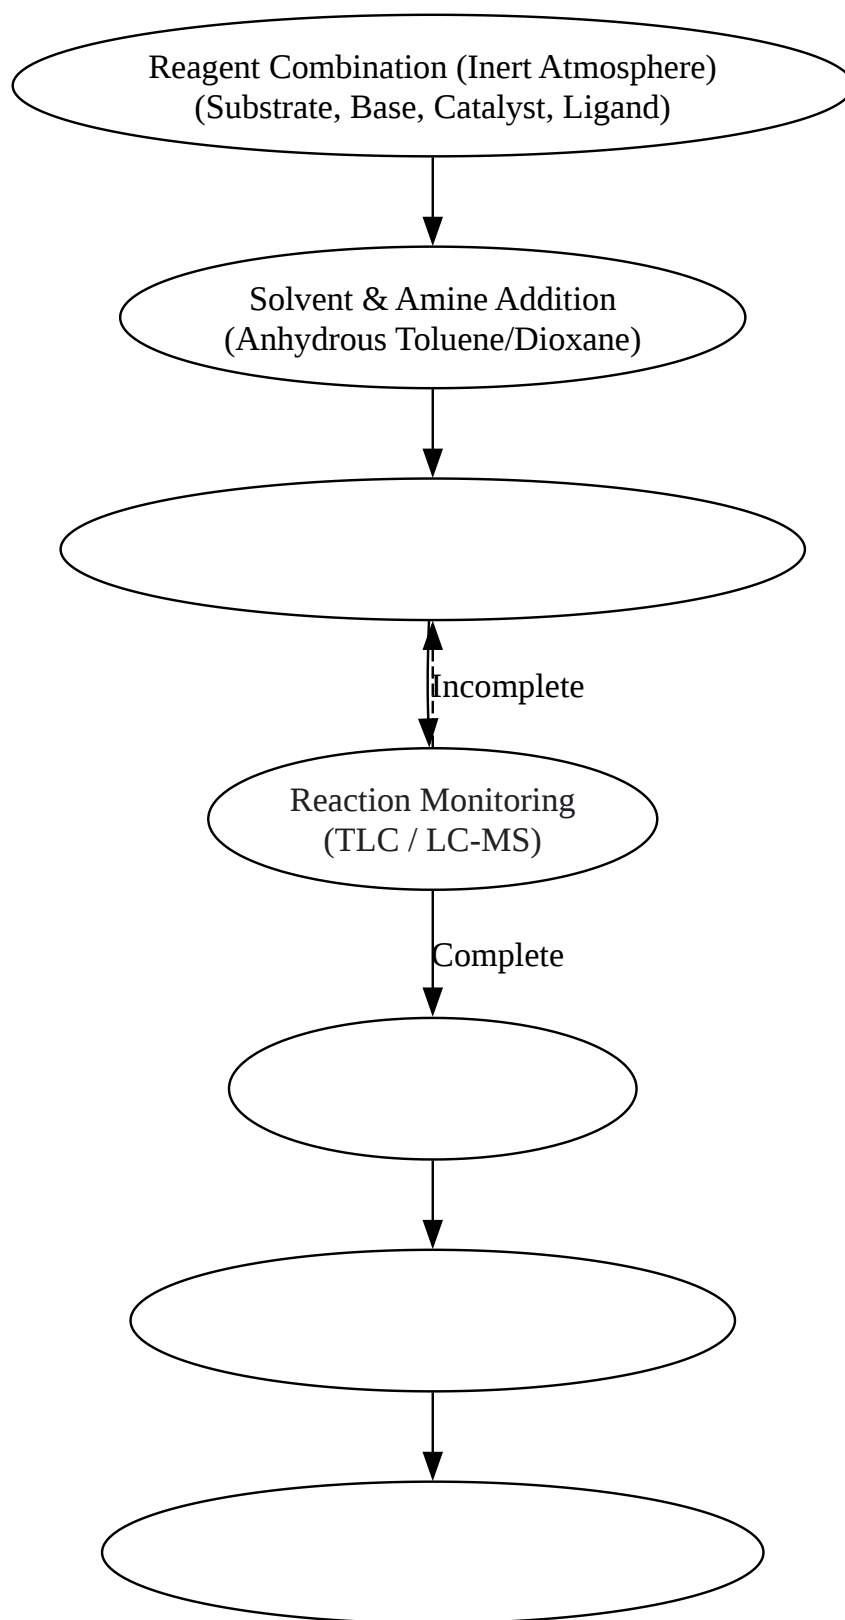 Reagent Combination (Inert Atmosphere)
(Substrate, Base, Catalyst, Ligand)
Solvent & Amine Addition
(Anhydrous Toluene/Dioxane)
Incomplete
Reaction Monitoring
(TLC / LC-MS)
Complete